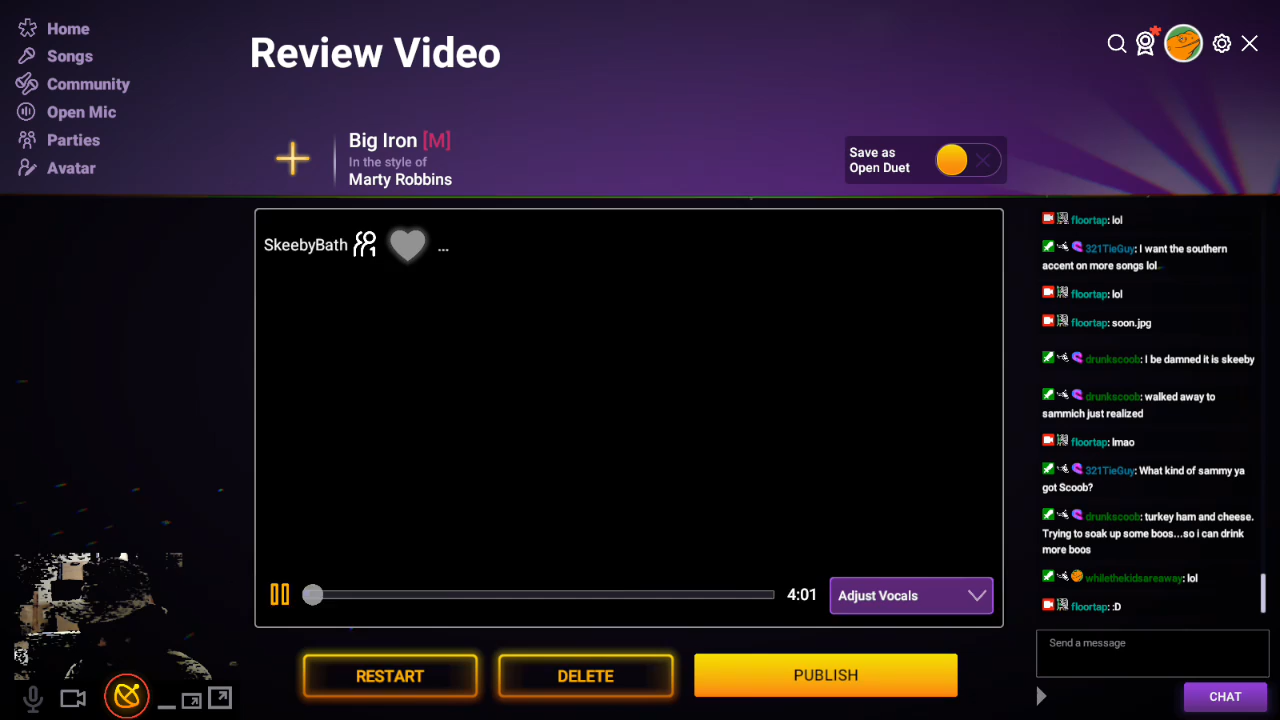 Home
Songs
Community
Open Mic
Parties
Avatar
Review Video
Big Iron [M]
In the style of
Marty Robbins
Save as
Open Duet
SkeebyBath ...
4:01
Adjust Vocals
RESTART
DELETE
PUBLISH
floortap: lol
321TieGuy: I want the southern
accent on more songs lol
floortap: lol
floortap: soon.jpg
drunkscoob: I be damned it is skeeby
drunkscoob: walked away to
sammich just realized
floortap: lmao
321TieGuy: What kind of sammy ya
got Scoob?
drunkscoob: turkey ham and cheese.
Trying to soak up some boos...so i can drink
more boos
whilethekidsareaway: lol
floortap: :D
Send a message
CHAT